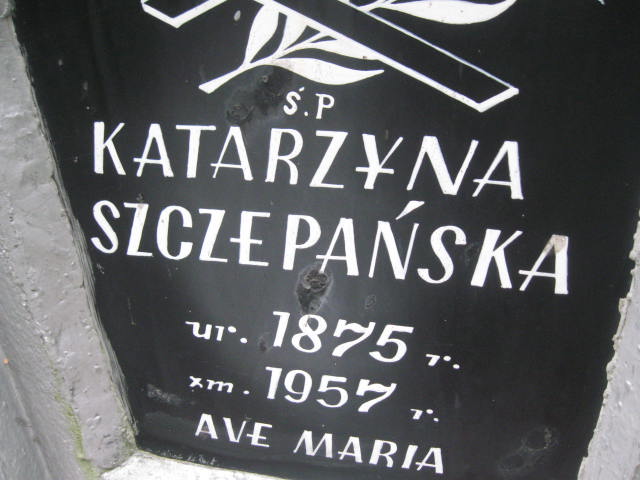 Ś.P
KATARZYNA
SZCZEPAŃSKA
ur. 1875 r.
zm. 1957 r.
AVE MARIA